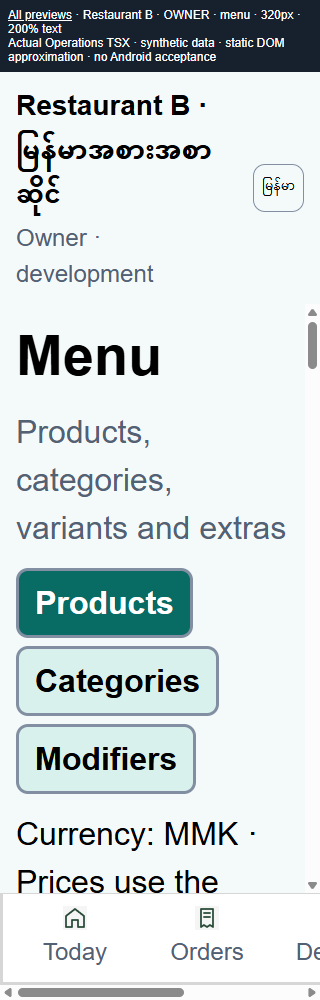 All previews · Restaurant B · OWNER · menu · 320px ·
200% text
Actual Operations TSX · synthetic data · static DOM
approximation · no Android acceptance
Restaurant B ·
မြန်မာအစားအစာ
ဆိုင်
မြန်မာ
Owner ·
development
Menu
Products,
categories,
variants and extras
Products
Categories
Modifiers
Currency: MMK ·
Prices use the
Today
Orders
De